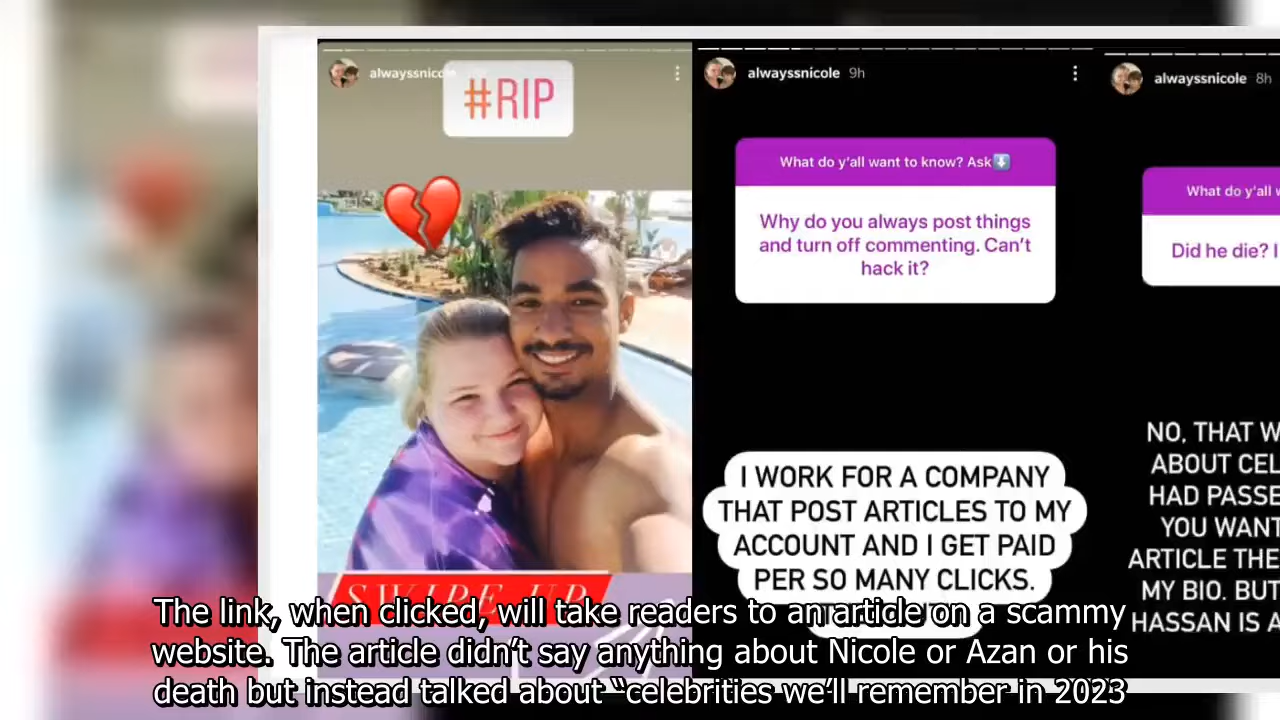 alwayssnic
#RIP
SWIPE UP
alwayssnicole 9h
What do y'all want to know? Ask
Why do you always post things
and turn off commenting. Can't
hack it?
I WORK FOR A COMPANY
THAT POST ARTICLES TO MY
ACCOUNT AND I GET PAID
PER SO MANY CLICKS.
alwayssnicole 8h
What do y'all w
Did he die? I
NO, THAT W
ABOUT CEL
HAD PASSE
YOU WANT
ARTICLE THE
MY BIO. BUT
HASSAN IS A
The link, when clicked, will take readers to an article on a scammy
website. The article didn't say anything about Nicole or Azan or his
death but instead talked about “celebrities we'll remember in 2023